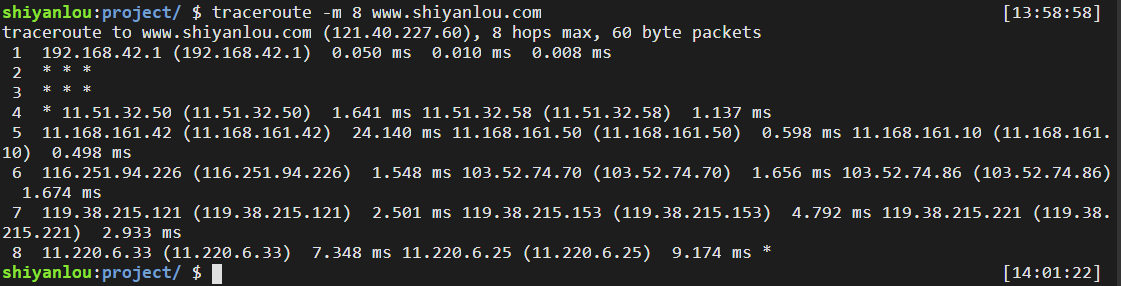 shiyanlou:project/ $ traceroute -m 8 www.shiyanlou.com [13:58:58]
traceroute to www.shiyanlou.com (121.40.227.60), 8 hops max, 60 byte packets
 1  192.168.42.1 (192.168.42.1)  0.050 ms  0.010 ms  0.008 ms
 2  * * *
 3  * * *
 4  * 11.51.32.50 (11.51.32.50)  1.641 ms 11.51.32.58 (11.51.32.58)  1.137 ms
 5  11.168.161.42 (11.168.161.42)  24.140 ms 11.168.161.50 (11.168.161.50)  0.598 ms 11.168.161.10 (11.168.161.
10)  0.498 ms
 6  116.251.94.226 (116.251.94.226)  1.548 ms 103.52.74.70 (103.52.74.70)  1.656 ms 103.52.74.86 (103.52.74.86)
  1.674 ms
 7  119.38.215.121 (119.38.215.121)  2.501 ms 119.38.215.153 (119.38.215.153)  4.792 ms 119.38.215.221 (119.38.
215.221)  2.933 ms
 8  11.220.6.33 (11.220.6.33)  7.348 ms 11.220.6.25 (11.220.6.25)  9.174 ms *
shiyanlou:project/ $ [14:01:22]